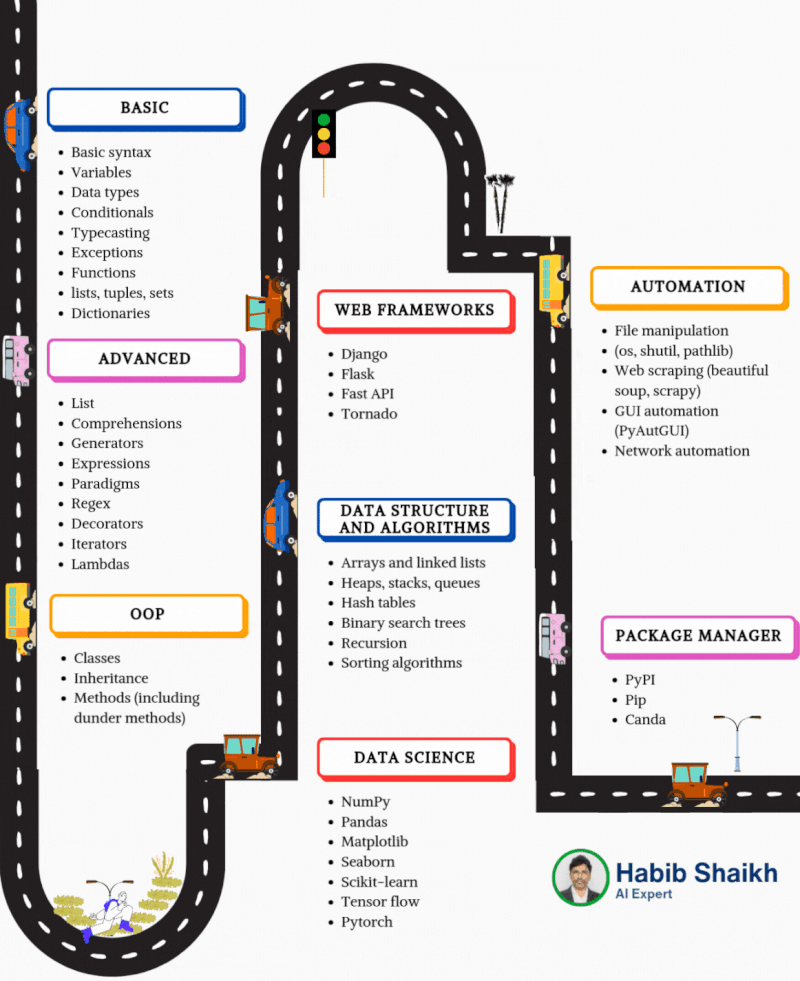 BASIC
Basic syntax
Variables
Data types
Conditionals
Typecasting
Exceptions
Functions
lists, tuples, sets
Dictionaries
ADVANCED
List
Comprehensions
Generators
Expressions
Paradigms
Regex
Decorators
Iterators
Lambdas
OOP
Classes
Inheritance
Methods (including
dunder methods)
WEB FRAMEWORKS
Django
Flask
Fast API
Tornado
DATA STRUCTURE
AND ALGORITHMS
Arrays and linked lists
Heaps, stacks, queues
Hash tables
Binary search trees
Recursion
Sorting algorithms
DATA SCIENCE
NumPy
Pandas
Matplotlib
Seaborn
Scikit-learn
Tensor flow
Pytorch
AUTOMATION
File manipulation
(os, shutil, pathlib)
Web scraping (beautiful
soup, scrapy)
GUI automation
(PyAutGUI)
Network automation
PACKAGE MANAGER
PyPI
Pip
Canda
Habib Shaikh
AI Expert